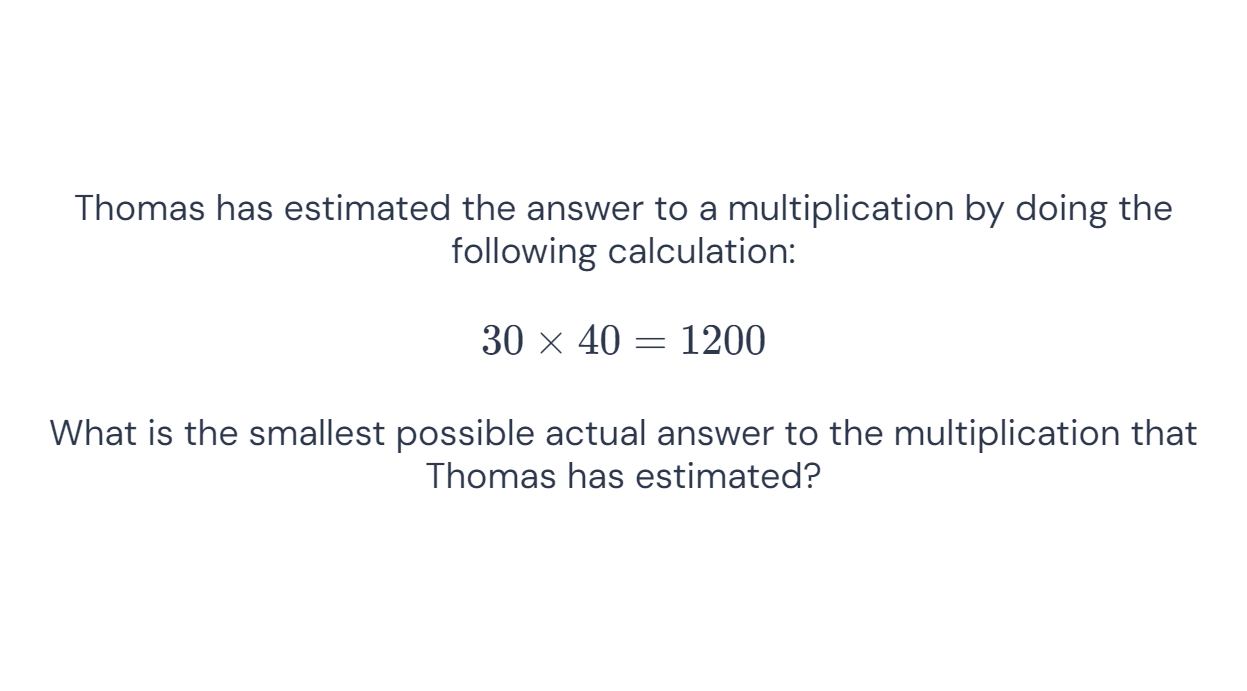 Thomas has estimated the answer to a multiplication by doing the
following calculation:
30 × 40 = 1200
What is the smallest possible actual answer to the multiplication that
Thomas has estimated?